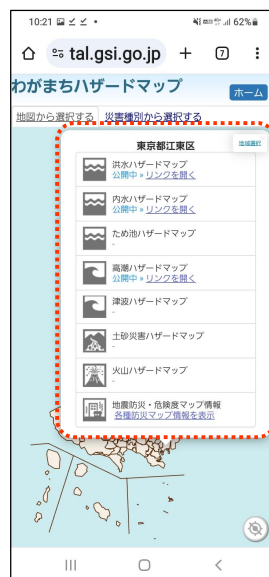 10:21 62%
tal.gsi.go.jp + 7
わがまちハザードマップ
ホーム
地図から選択する 災害種別から選択する
東京都江東区
地域選択
洪水ハザードマップ
公開中 » リンクを開く
内水ハザードマップ
公開中 » リンクを開く
ため池ハザードマップ
-
高潮ハザードマップ
公開中 » リンクを開く
津波ハザードマップ
-
土砂災害ハザードマップ
-
火山ハザードマップ
-
地震防災・危険度マップ情報
各種防災マップ情報を表示